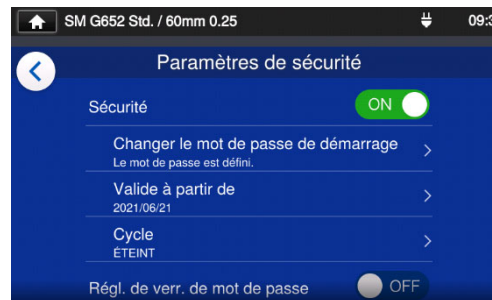 SM G652 Std. / 60mm 0.25
Paramètres de sécurité
Sécurité ON
Changer le mot de passe de démarrage
Le mot de passe est défini.
Valide à partir de
2021/06/21
Cycle
ÉTEINT
Régl. de verr. de mot de passe OFF